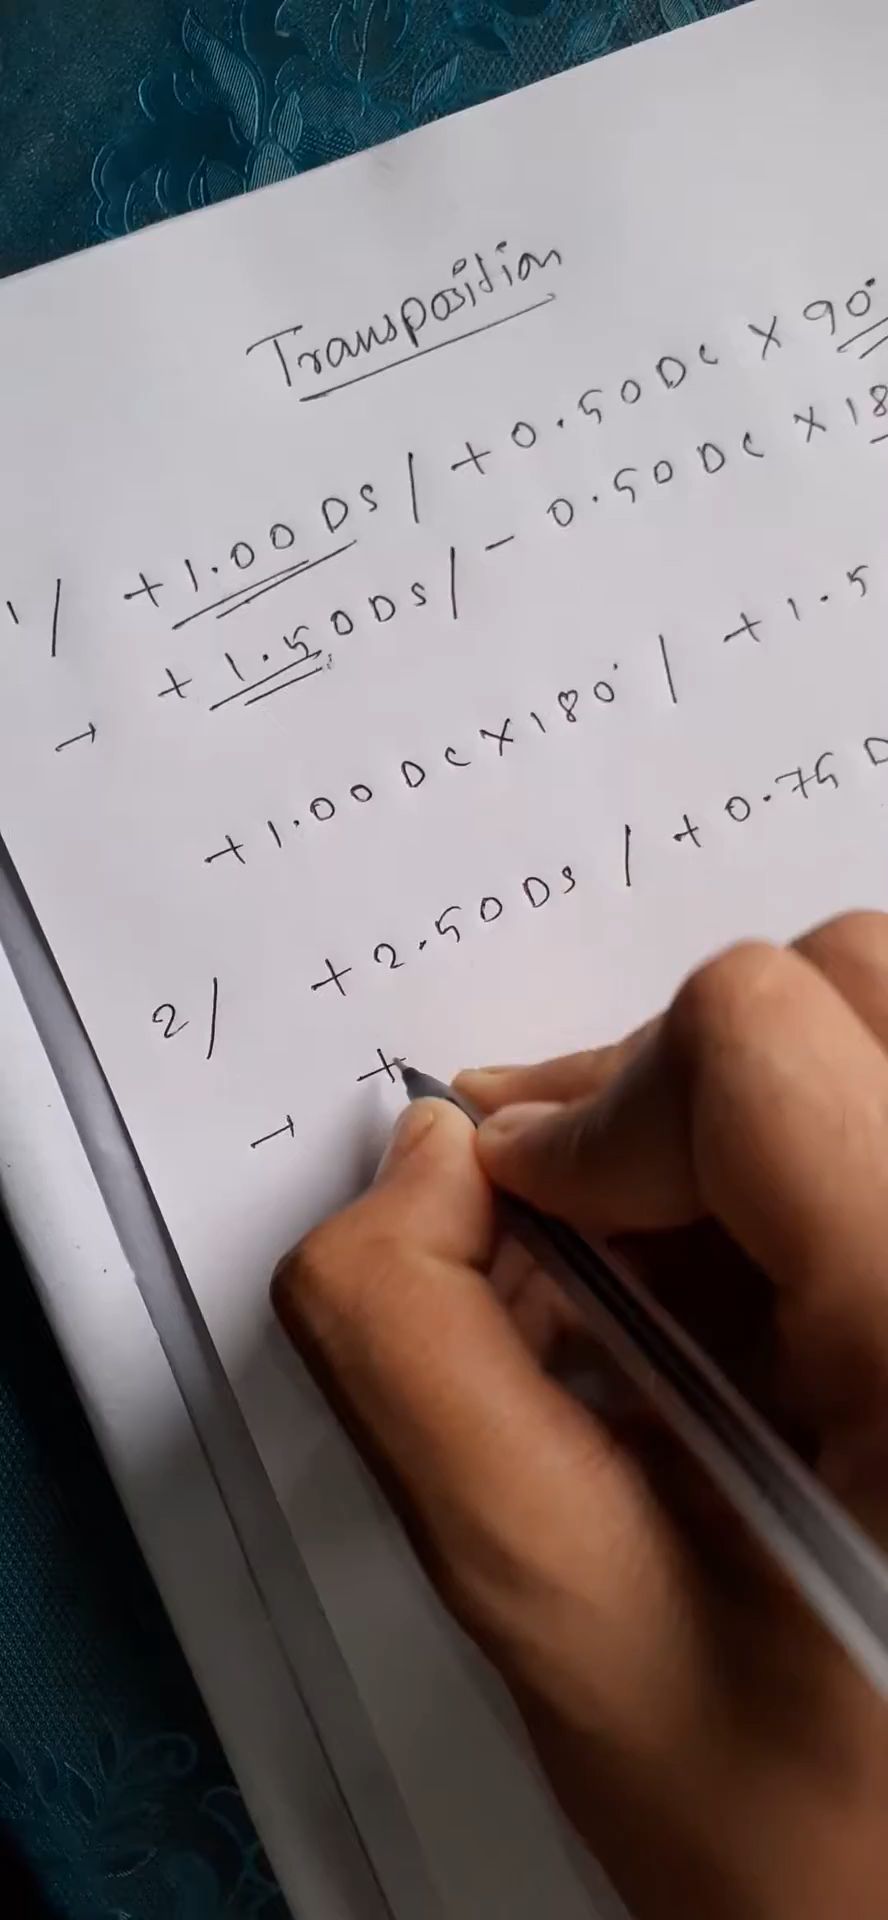 Transposition
1/ +1.00 DS / +0.50 DC X 90°
→ +1.50 DS / - 0.50 DC X 18
+1.00 DC X 180° / +1.5
2/ +2.50 DS / +0.75 D
→ +